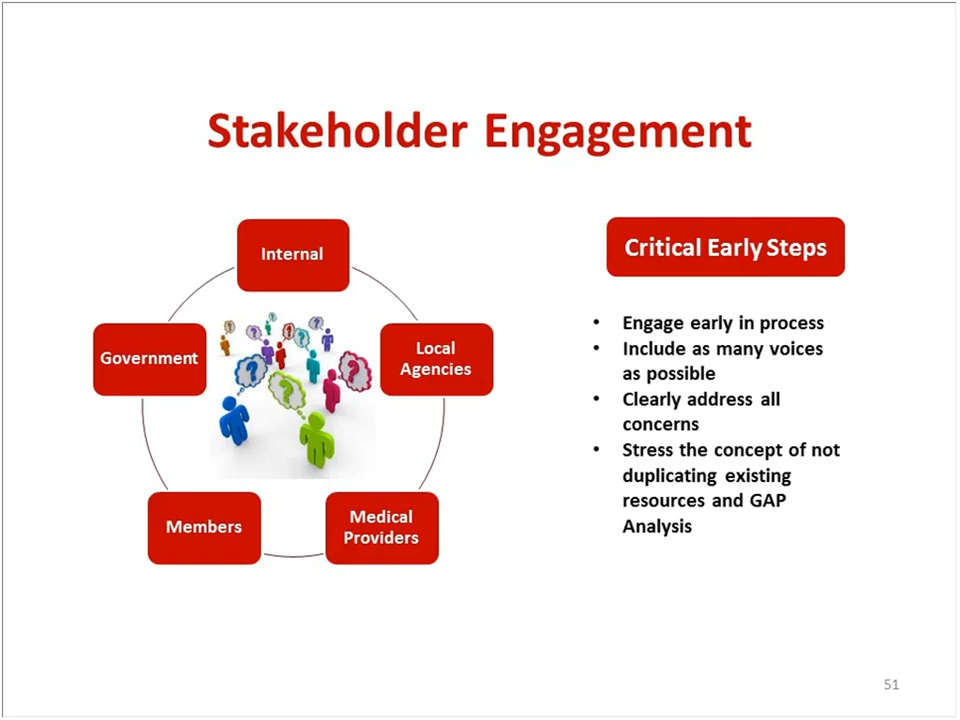 Stakeholder Engagement
Internal
Government
Local
Agencies
Members
Medical
Providers
Critical Early Steps
• Engage early in process
• Include as many voices
as possible
• Clearly address all
concerns
• Stress the concept of not
duplicating existing
resources and GAP
Analysis
51